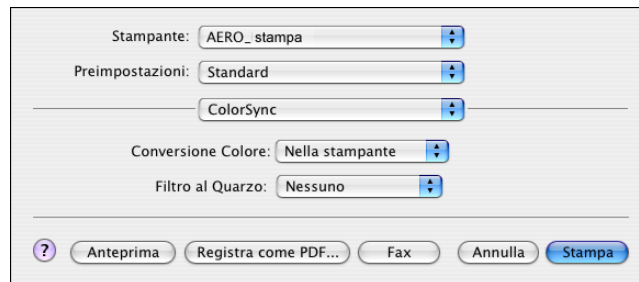 Stampante: AERO_ stampa
Preimpostazioni: Standard
ColorSync
Conversione Colore: Nella stampante
Filtro al Quarzo: Nessuno
? Anteprima Registra come PDF... Fax Annulla Stampa